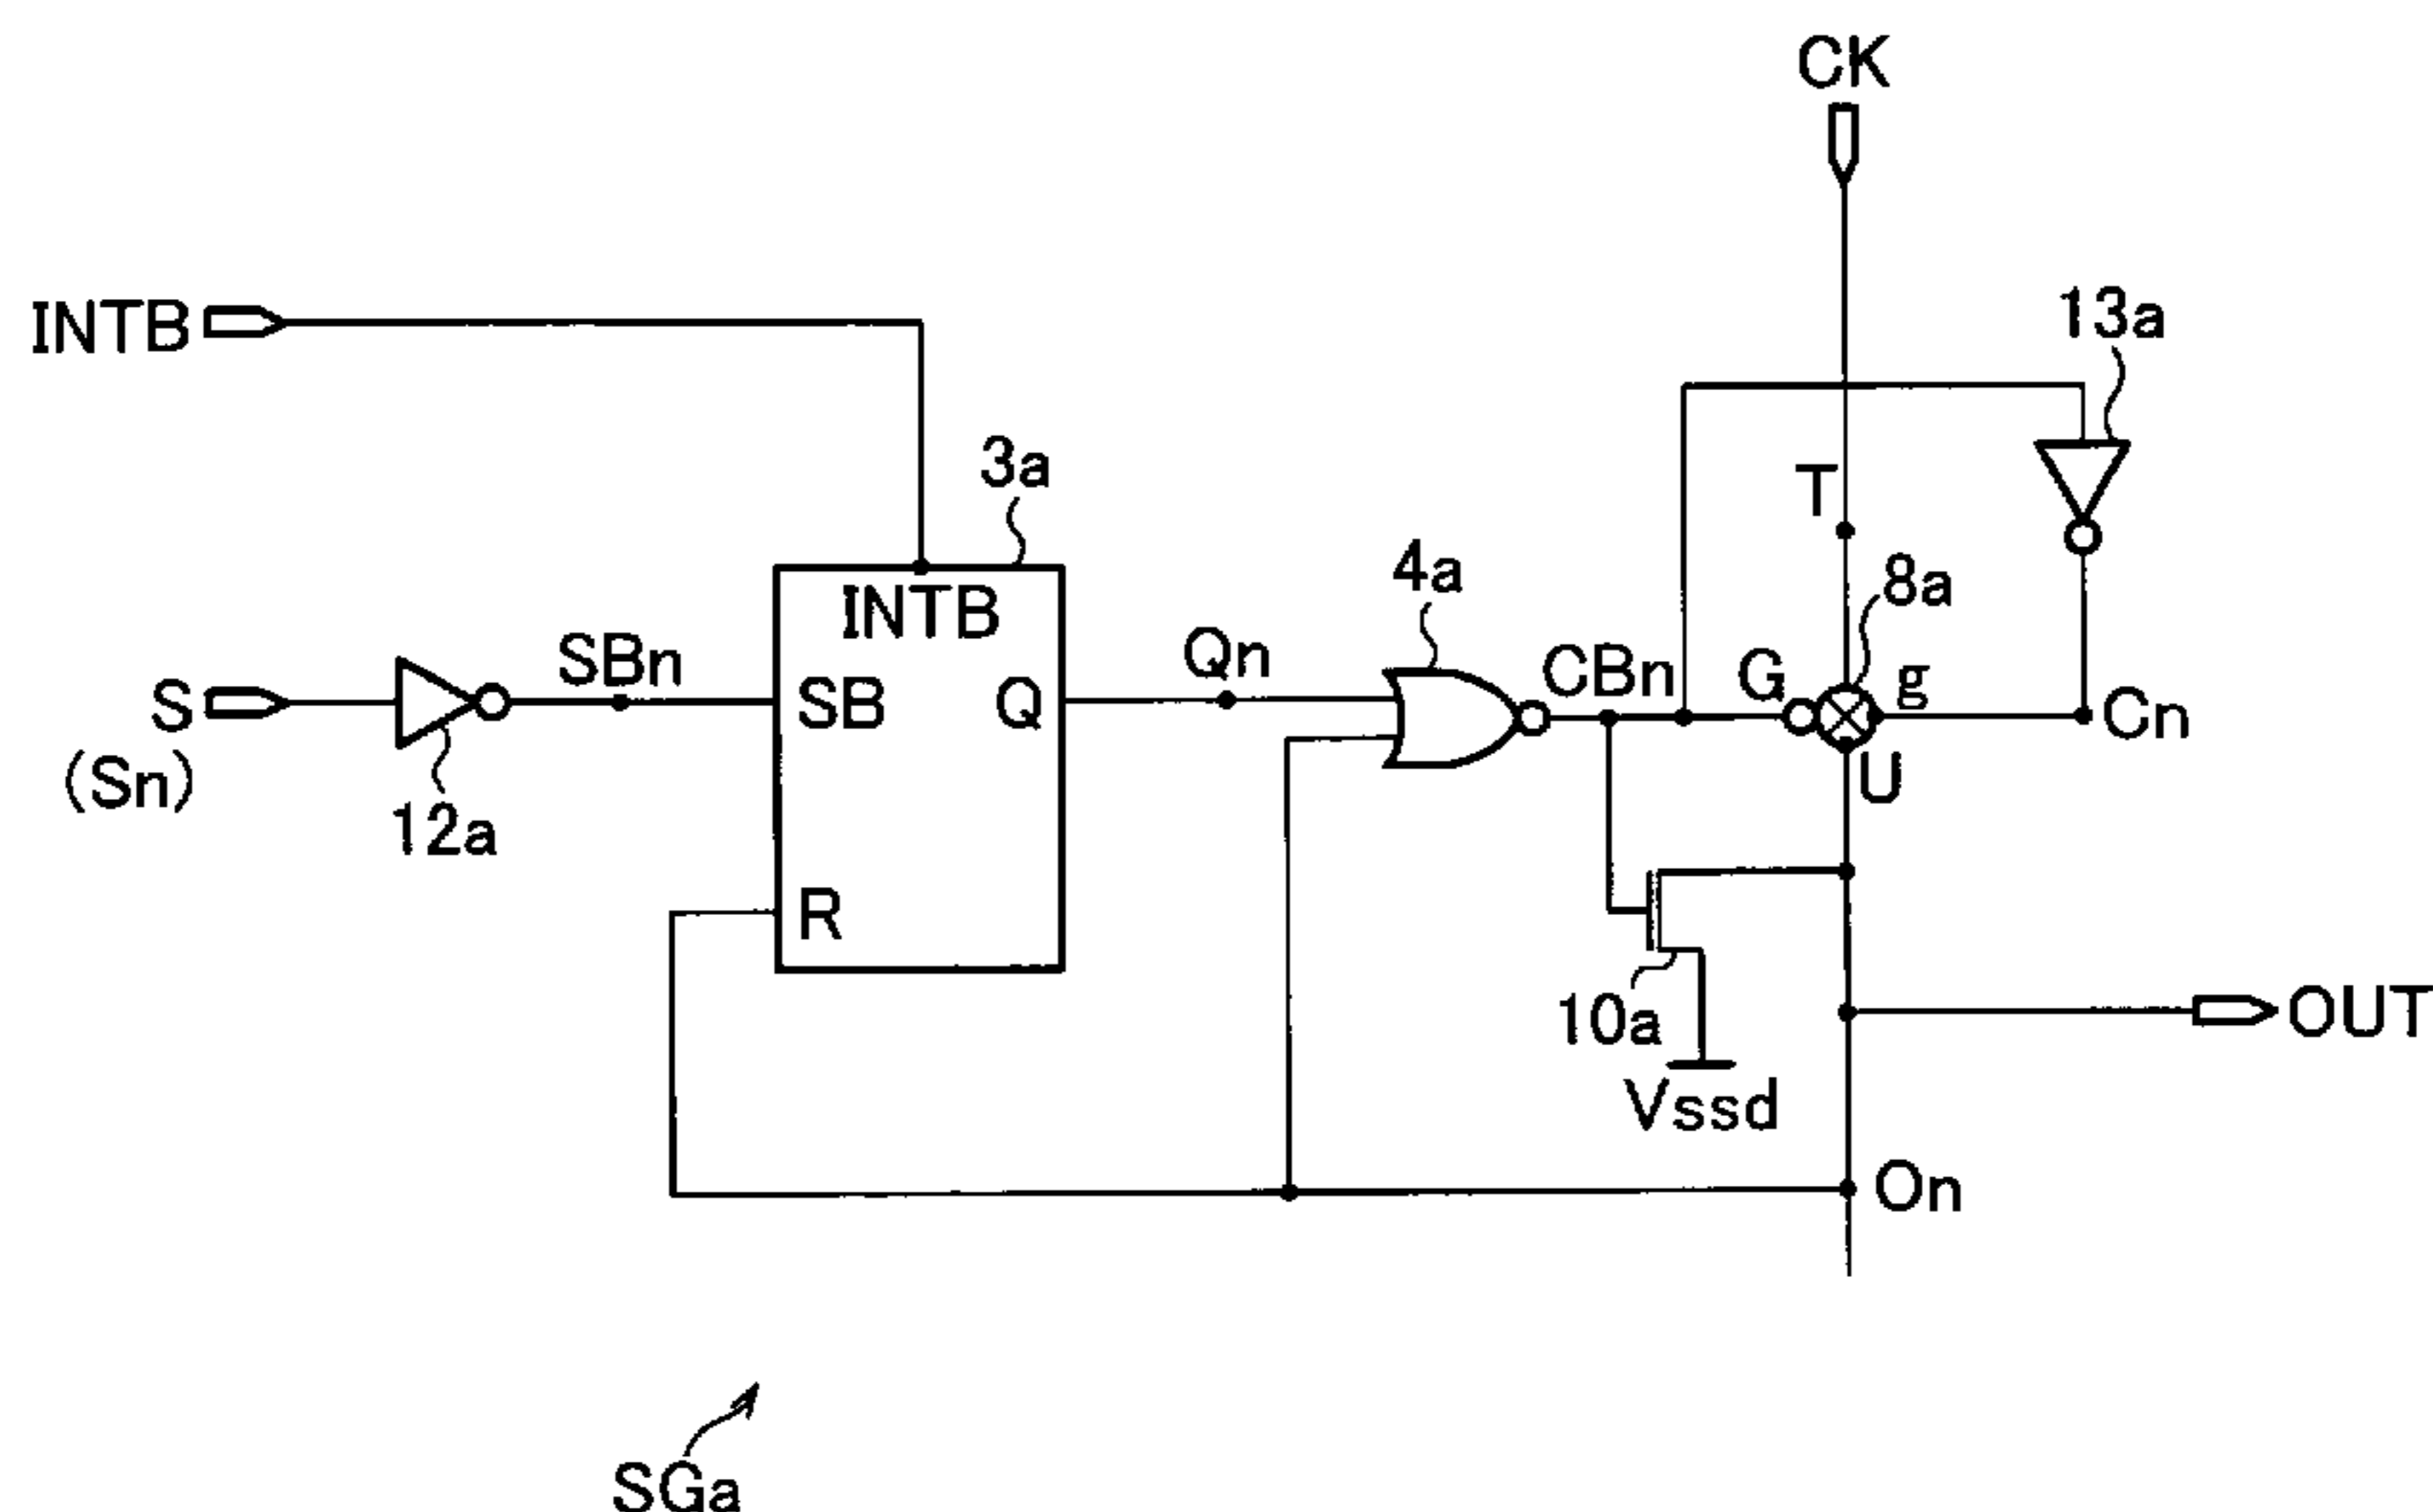 CK
INTB
13a
3a
T
4a
8a
INTB
SBn
Qn
CBn
G
g
S
SB
Q
Cn
(Sn)
U
12a
R
10a
OUT
Vssd
On
SGa